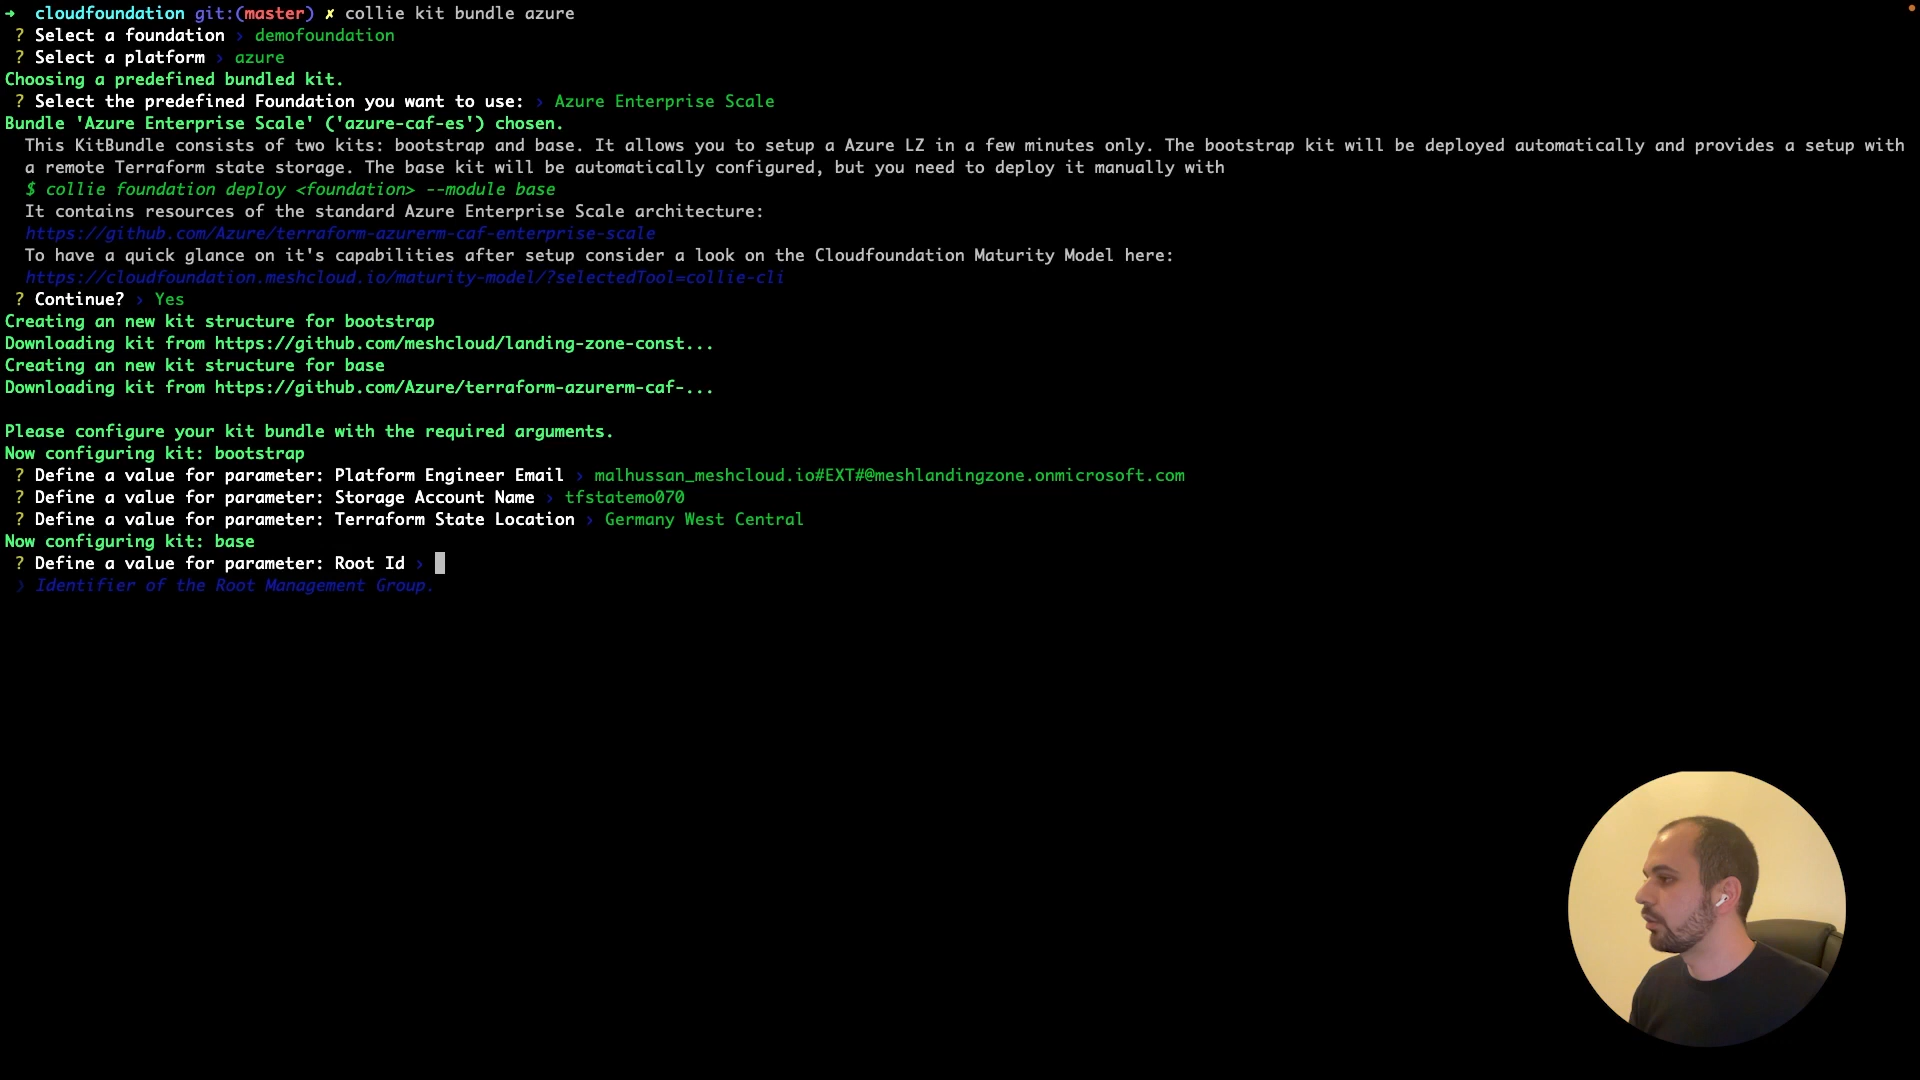 ➜  cloudfoundation git:(master) ✗ collie kit bundle azure
? Select a foundation › demofoundation
? Select a platform › azure
Choosing a predefined bundled kit.
? Select the predefined Foundation you want to use: › Azure Enterprise Scale
Bundle 'Azure Enterprise Scale' ('azure-caf-es') chosen.
This KitBundle consists of two kits: bootstrap and base. It allows you to setup a Azure LZ in a few minutes only. The bootstrap kit will be deployed automatically and provides a setup with
a remote Terraform state storage. The base kit will be automatically configured, but you need to deploy it manually with
$ collie foundation deploy <foundation> --module base
It contains resources of the standard Azure Enterprise Scale architecture:
https://github.com/Azure/terraform-azurerm-caf-enterprise-scale
To have a quick glance on it's capabilities after setup consider a look on the Cloudfoundation Maturity Model here:
https://cloudfoundation.meshcloud.io/maturity-model/?selectedTool=collie-cli
? Continue? › Yes
Creating an new kit structure for bootstrap
Downloading kit from https://github.com/meshcloud/landing-zone-const...
Creating an new kit structure for base
Downloading kit from https://github.com/Azure/terraform-azurerm-caf-...
Please configure your kit bundle with the required arguments.
Now configuring kit: bootstrap
? Define a value for parameter: Platform Engineer Email › malhussan_meshcloud.io#EXT#@meshlandingzone.onmicrosoft.com
? Define a value for parameter: Storage Account Name › tfstatemo070
? Define a value for parameter: Terraform State Location › Germany West Central
Now configuring kit: base
? Define a value for parameter: Root Id ›
› Identifier of the Root Management Group.